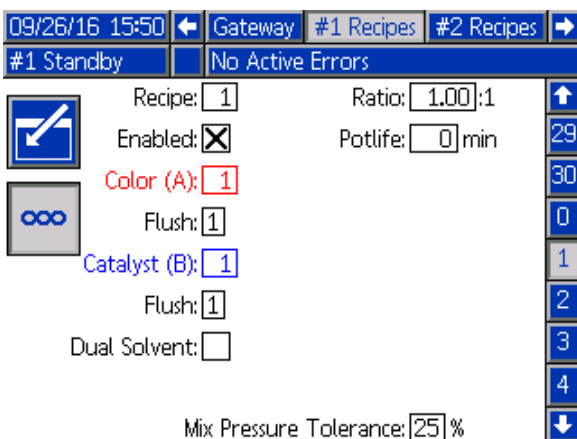 09/26/16 15:50 Gateway #1 Recipes #2 Recipes
#1 Standby No Active Errors
Recipe: 1 Ratio: 1.00 :1
29
Enabled: Potlife: 0 min
30
Color (A): 1
0
Flush: 1
1
Catalyst (B): 1
2
Flush: 1
3
Dual Solvent:
4
Mix Pressure Tolerance: 25 %